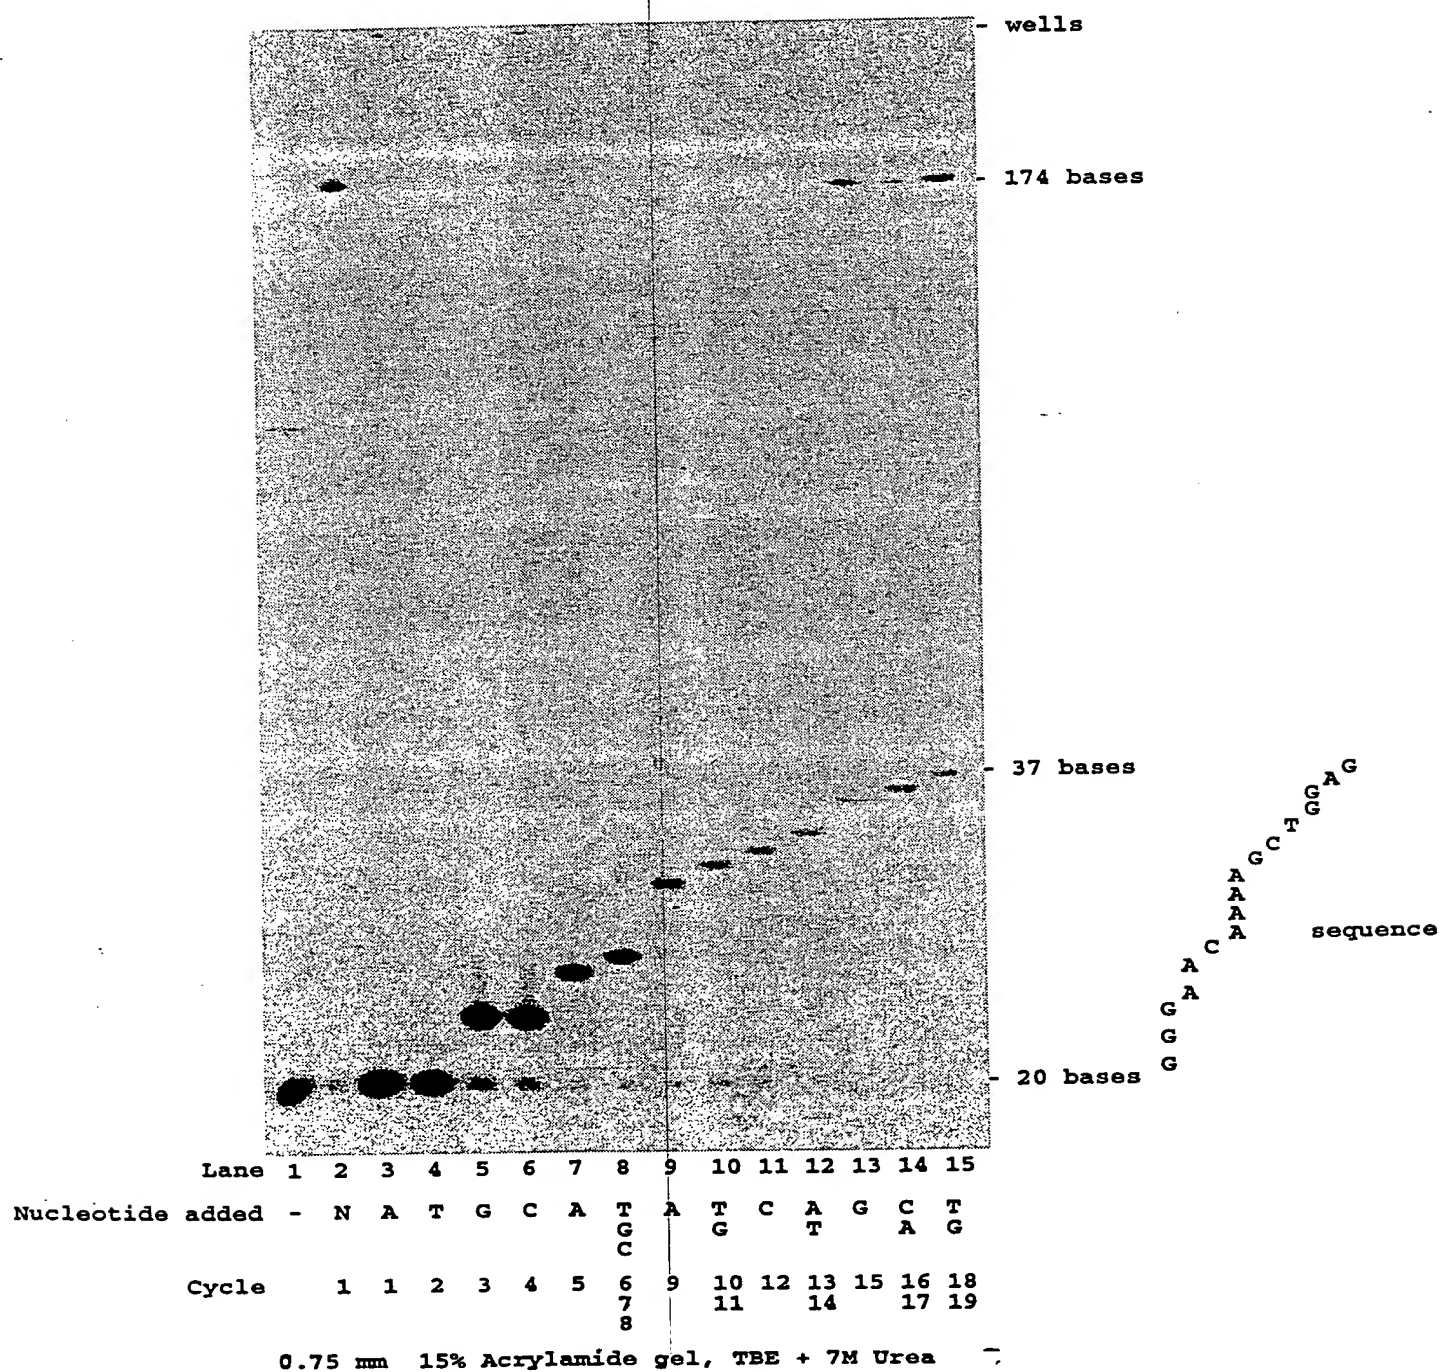 wells
174 bases
37 bases
G
A
G
G
T
C
G
A
A
A
A sequence
C
A
A
G
G
G
20 bases
Lane 1 2 3 4 5 6 7 8 9 10 11 12 13 14 15
Nucleotide added - N A T G C A T A T C A G C T
G G T A G
C
Cycle 1 1 2 3 4 5 6 9 10 12 13 15 16 18
7 11 14 17 19
8
0.75 mm 15% Acrylamide gel, TBE + 7M Urea